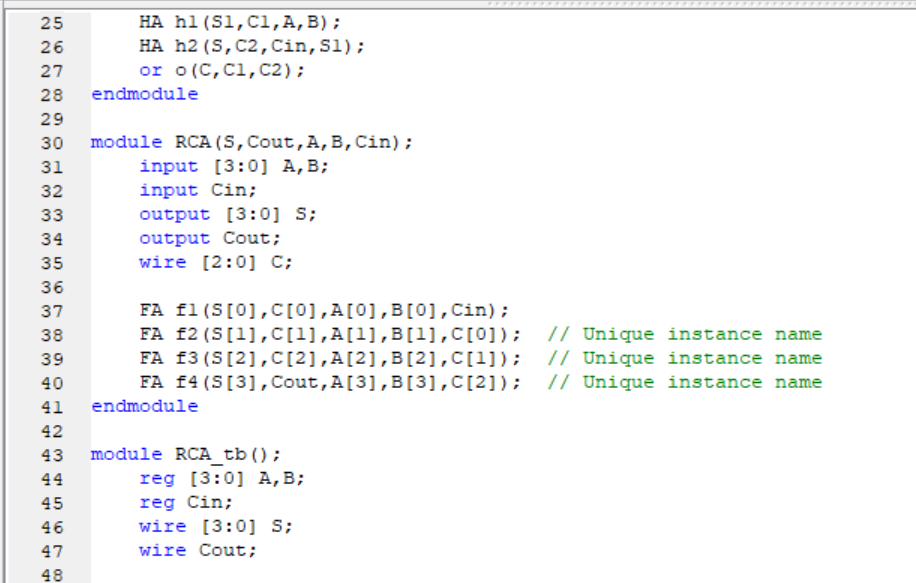 25 HA h1(S1,C1,A,B);
26 HA h2(S,C2,Cin,S1);
27 or o(C,C1,C2);
28 endmodule
29
30 module RCA(S,Cout,A,B,Cin);
31 input [3:0] A,B;
32 input Cin;
33 output [3:0] S;
34 output Cout;
35 wire [2:0] C;
36
37 FA f1(S[0],C[0],A[0],B[0],Cin);
38 FA f2(S[1],C[1],A[1],B[1],C[0]); // Unique instance name
39 FA f3(S[2],C[2],A[2],B[2],C[1]); // Unique instance name
40 FA f4(S[3],Cout,A[3],B[3],C[2]); // Unique instance name
41 endmodule
42
43 module RCA_tb();
44 reg [3:0] A,B;
45 reg Cin;
46 wire [3:0] S;
47 wire Cout;
48